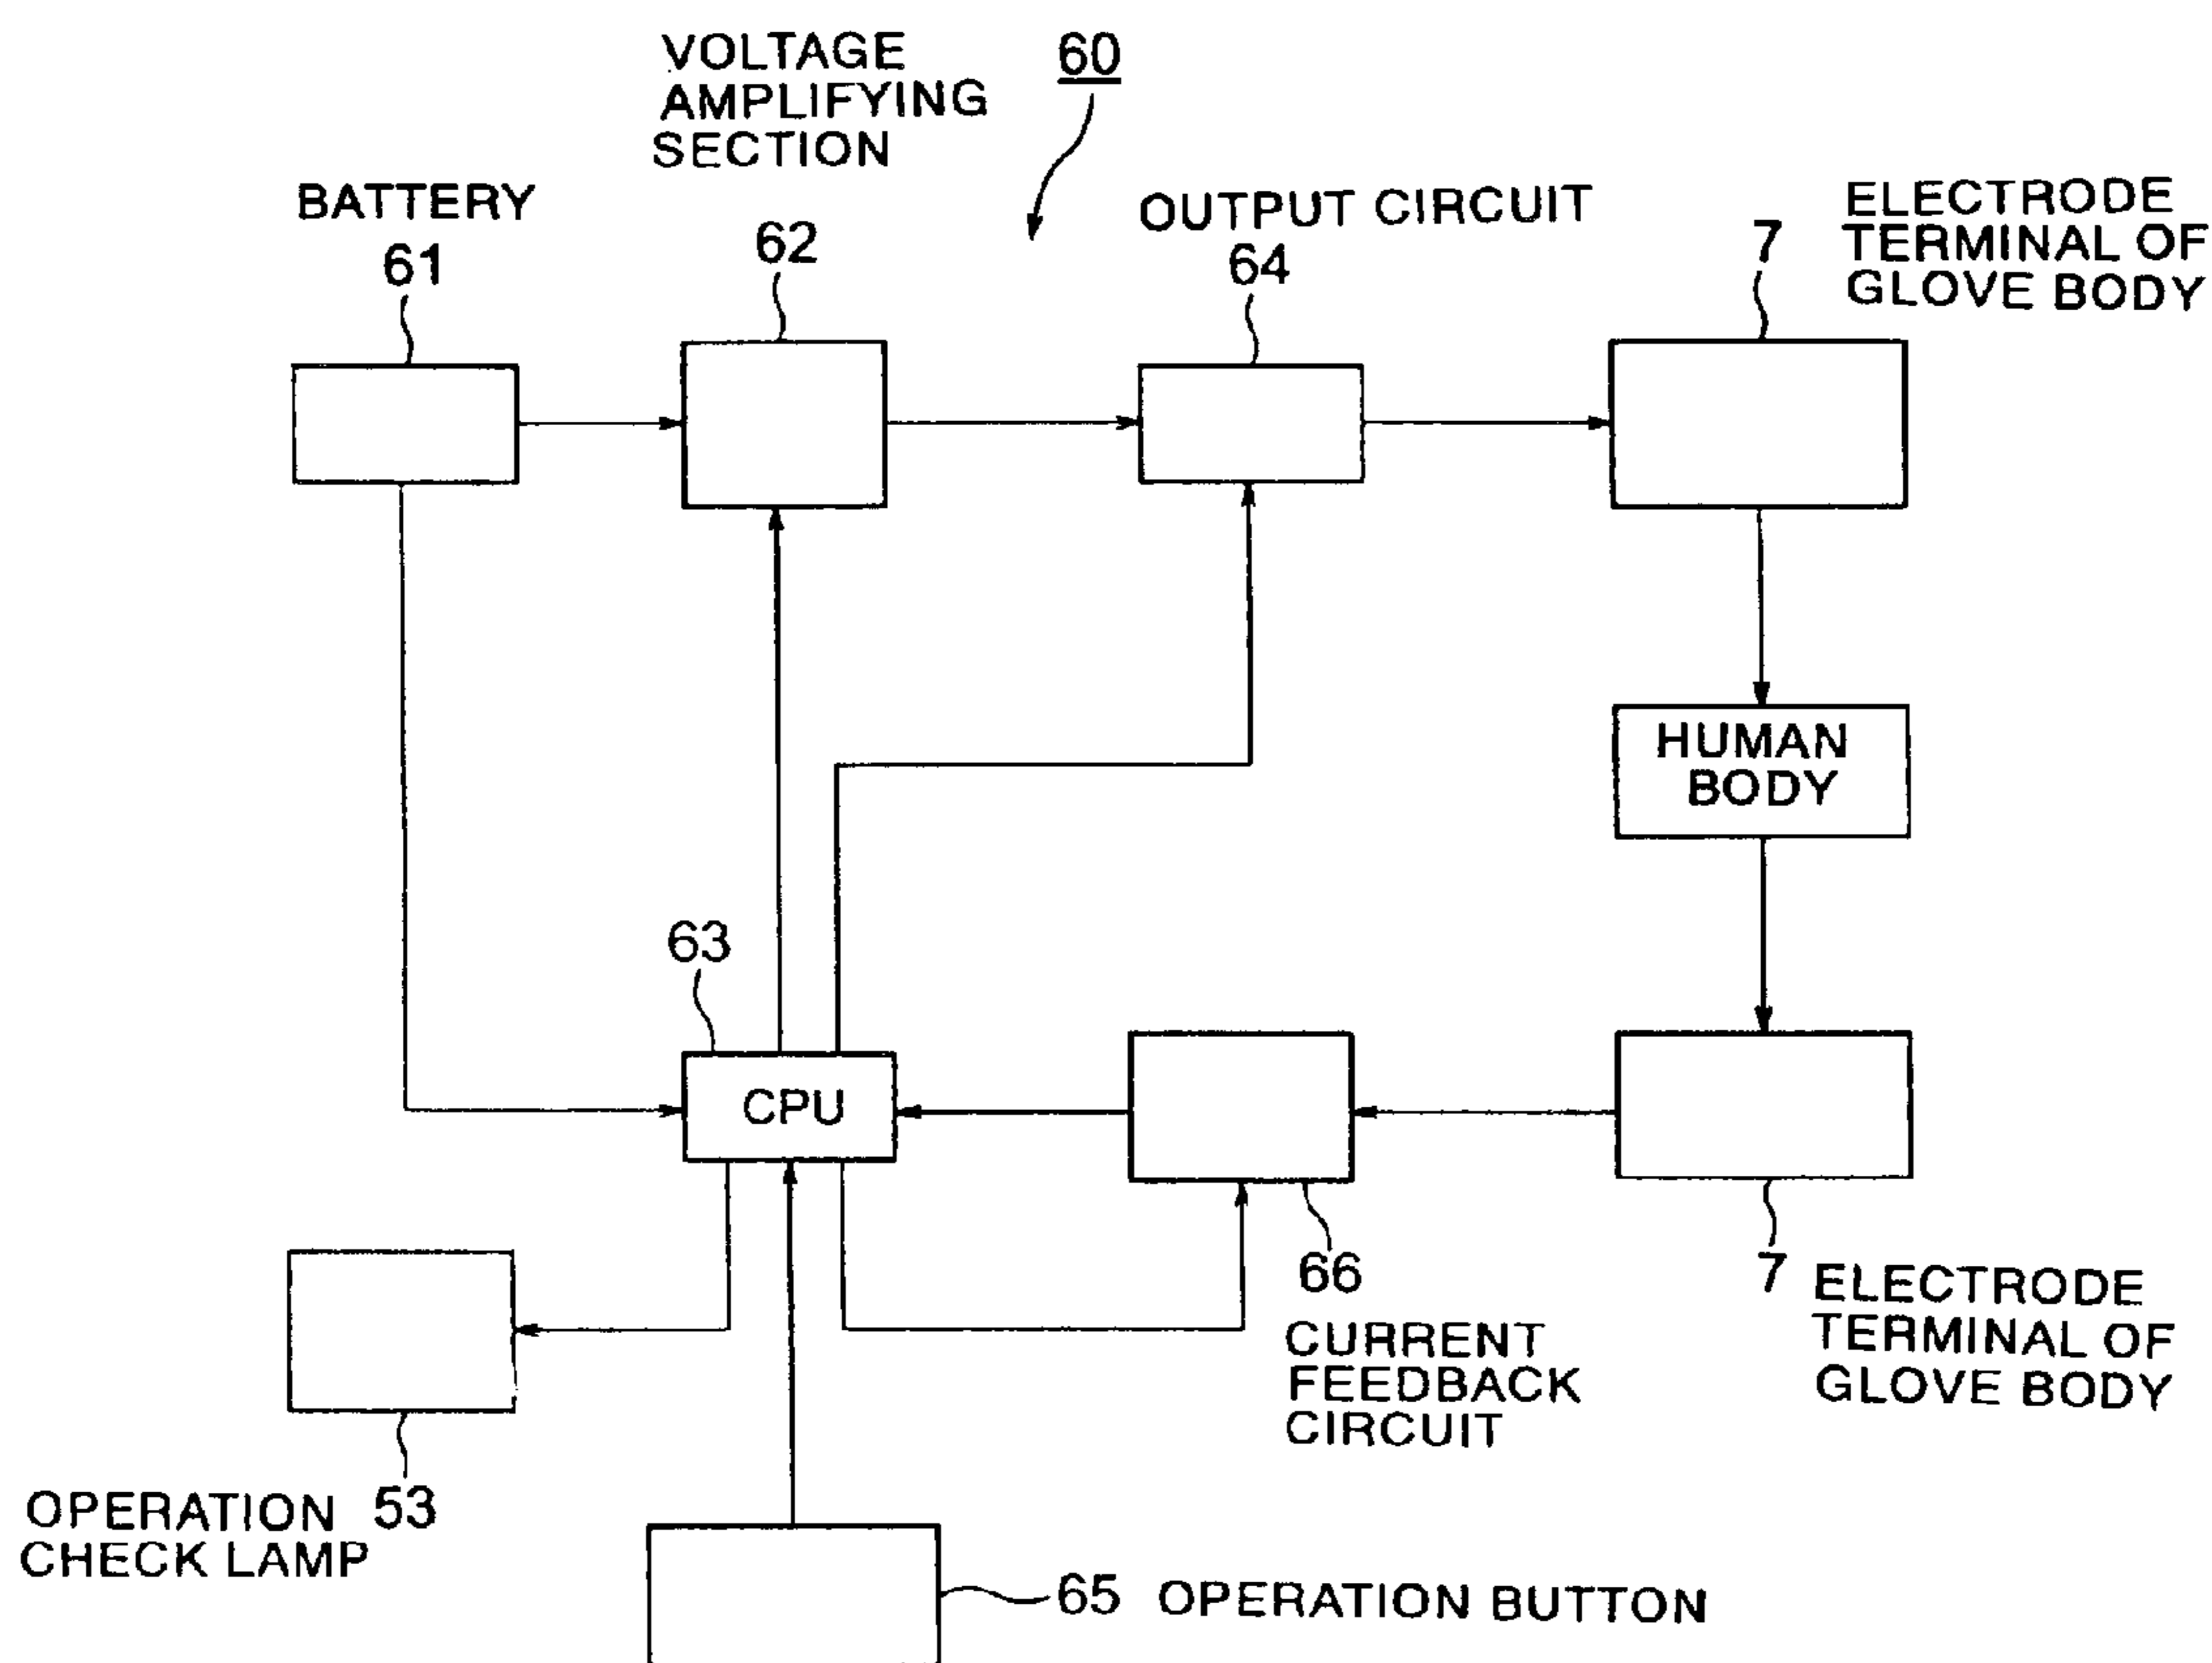 VOLTAGE
AMPLIFYING
SECTION
60
BATTERY
61
62
OUTPUT CIRCUIT
64
7
ELECTRODE
TERMINAL OF
GLOVE BODY
HUMAN
BODY
63
CPU
66
CURRENT
FEEDBACK
CIRCUIT
7
ELECTRODE
TERMINAL OF
GLOVE BODY
OPERATION 53
CHECK LAMP
65 OPERATION BUTTON